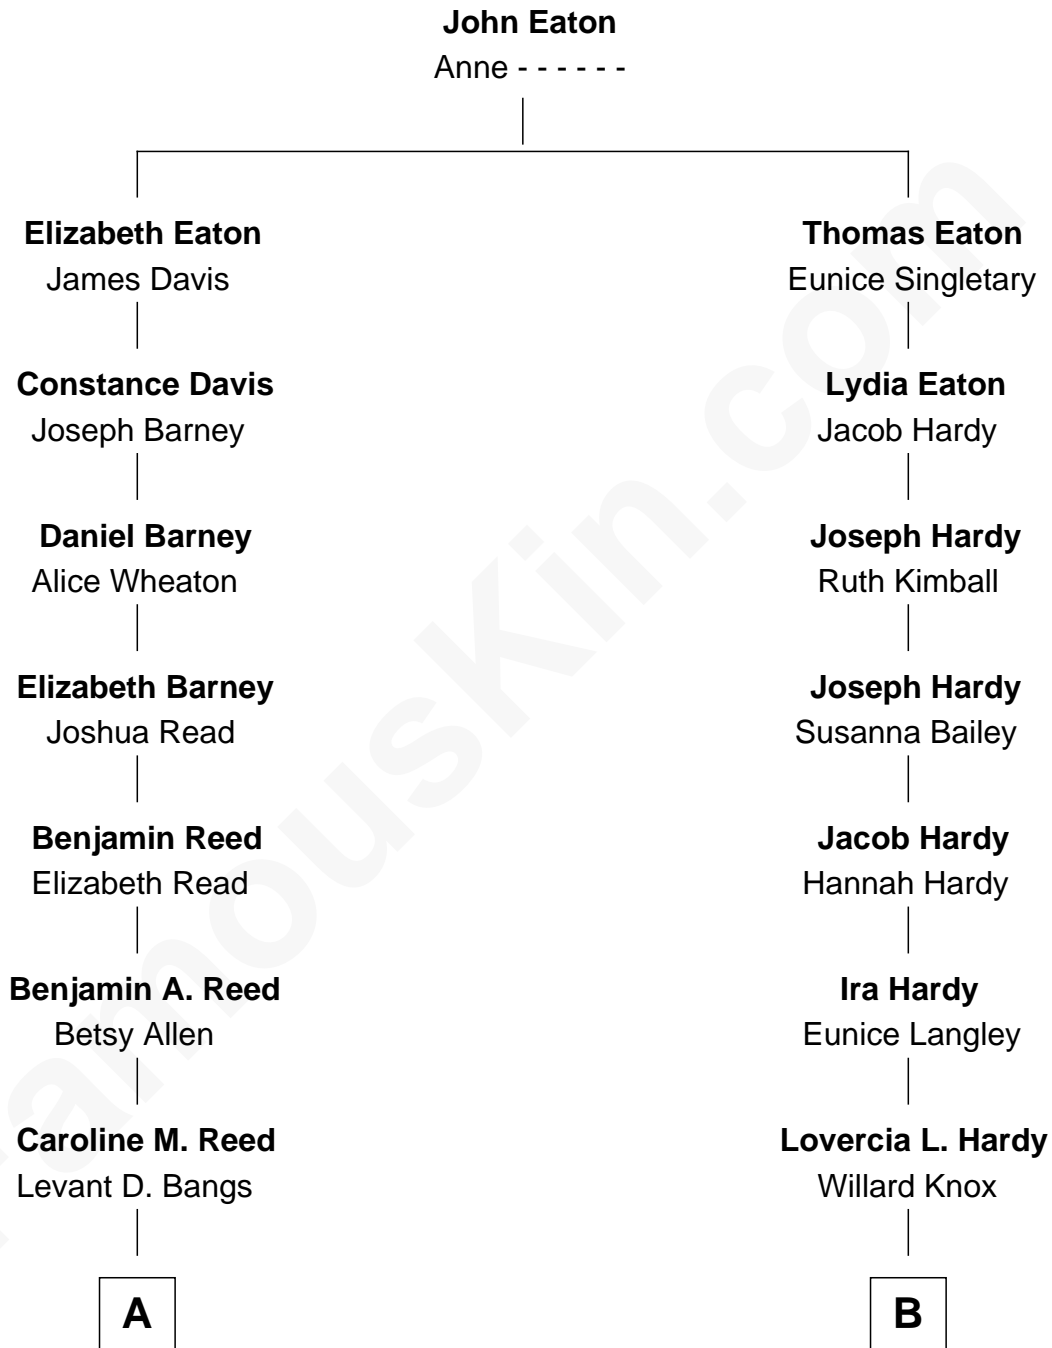 John Eaton
Anne - - - - - -
Elizabeth Eaton
James Davis
Thomas Eaton
Eunice Singletary
Constance Davis
Joseph Barney
Lydia Eaton
Jacob Hardy
Daniel Barney
Alice Wheaton
Joseph Hardy
Ruth Kimball
Elizabeth Barney
Joshua Read
Joseph Hardy
Susanna Bailey
Benjamin Reed
Elizabeth Read
Jacob Hardy
Hannah Hardy
Benjamin A. Reed
Betsy Allen
Ira Hardy
Eunice Langley
Caroline M. Reed
Levant D. Bangs
Lovercia L. Hardy
Willard Knox
A
B
FamousKin.com